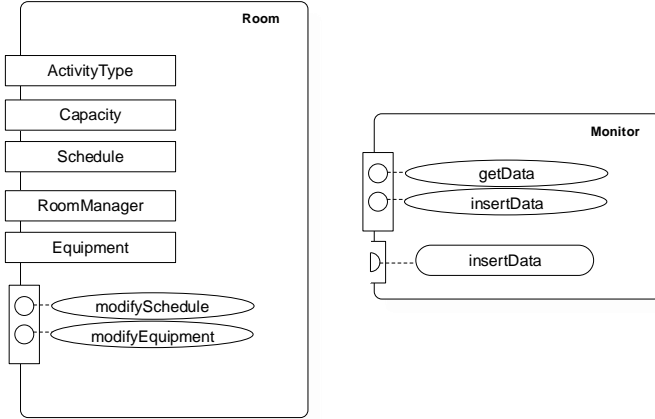 Room
ActivityType
Capacity
Schedule
RoomManager
Equipment
modifySchedule
modifyEquipment
Monitor
getData
insertData
insertData